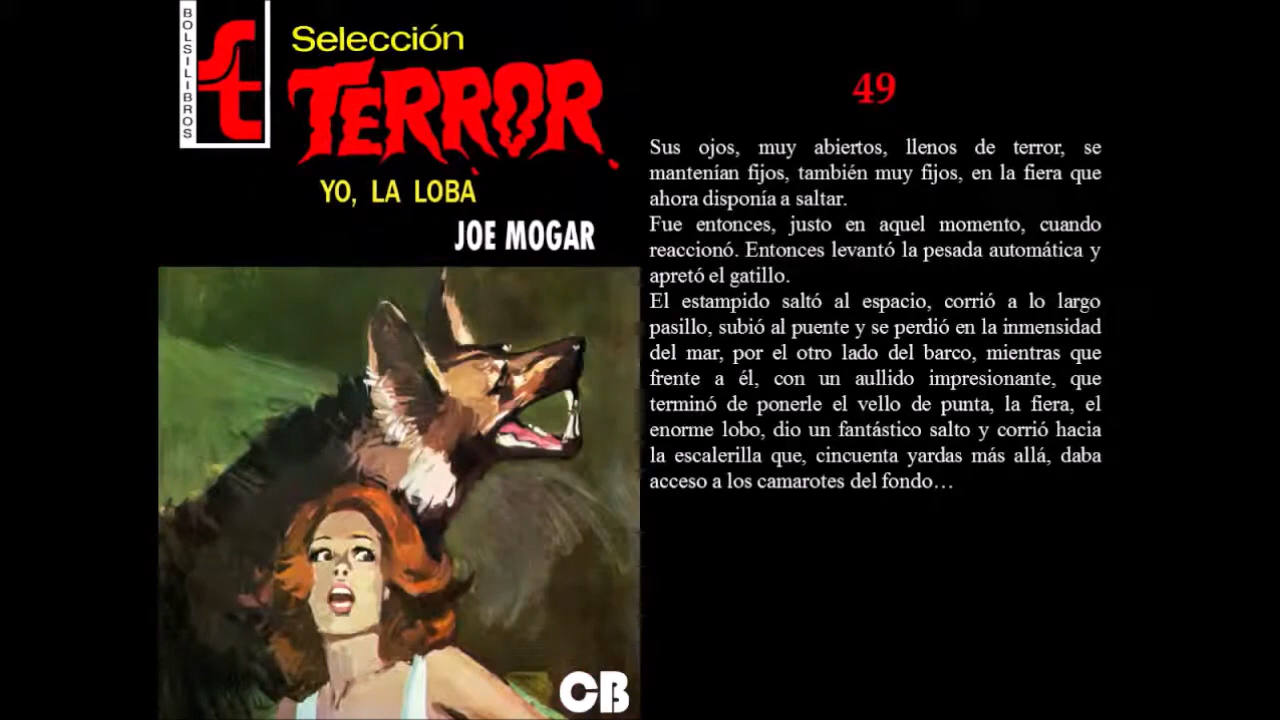 BOLSILIBROS
st
Selección
TERROR
YO, LA LOBA
JOE MOGAR
CB
49
Sus ojos, muy abiertos, llenos de terror, se
mantenían fijos, también muy fijos, en la fiera que
ahora disponía a saltar.
Fue entonces, justo en aquel momento, cuando
reaccionó. Entonces levantó la pesada automática y
apretó el gatillo.
El estampido saltó al espacio, corrió a lo largo
pasillo, subió al puente y se perdió en la inmensidad
del mar, por el otro lado del barco, mientras que
frente a él, con un aullido impresionante, que
terminó de ponerle el vello de punta, la fiera, el
enorme lobo, dio un fantástico salto y corrió hacia
la escalerilla que, cincuenta yardas más allá, daba
acceso a los camarotes del fondo…